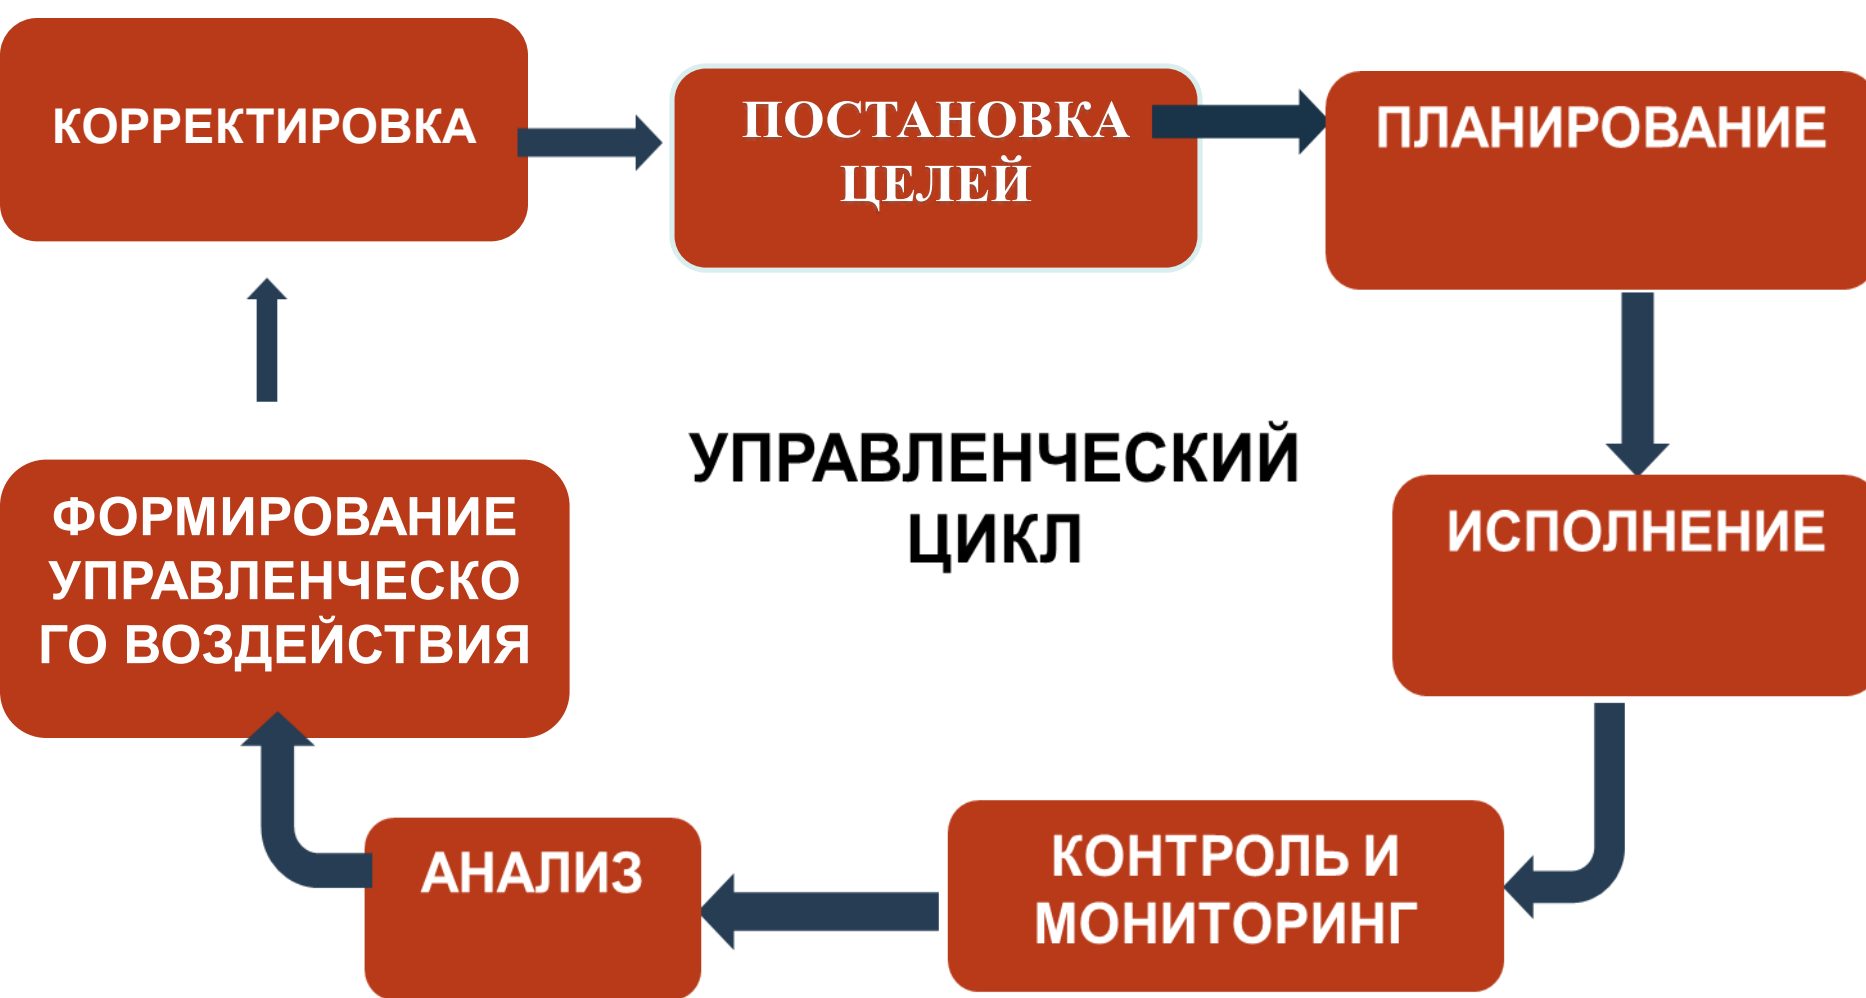 КОРРЕКТИРОВКА
ПОСТАНОВКА
ЦЕЛЕЙ
ПЛАНИРОВАНИЕ
УПРАВЛЕНЧЕСКИЙ
ЦИКЛ
ФОРМИРОВАНИЕ
УПРАВЛЕНЧЕСКО
ГО ВОЗДЕЙСТВИЯ
ИСПОЛНЕНИЕ
АНАЛИЗ
КОНТРОЛЬ И
МОНИТОРИНГ